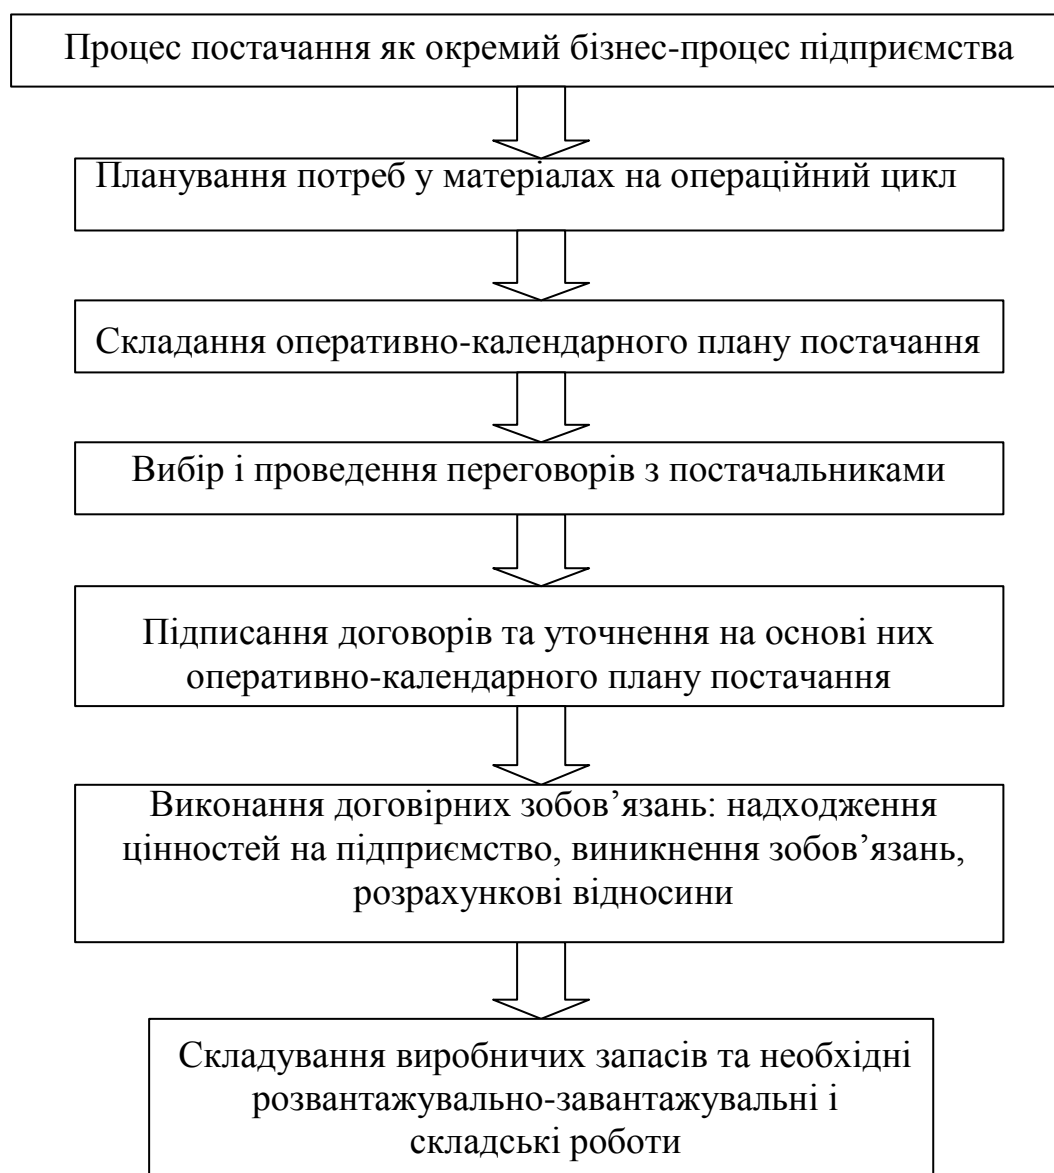 Процес постачання як окремий бізнес-процес підприємства
Планування потреб у матеріалах на операційний цикл
Складання оперативно-календарного плану постачання
Вибір і проведення переговорів з постачальниками
Підписання договорів та уточнення на основі них
оперативно-календарного плану постачання
Виконання договірних зобов’язань: надходження
цінностей на підприємство, виникнення зобов’язань,
розрахункові відносини
Складування виробничих запасів та необхідні
розвантажувально-завантажувальні і
складські роботи